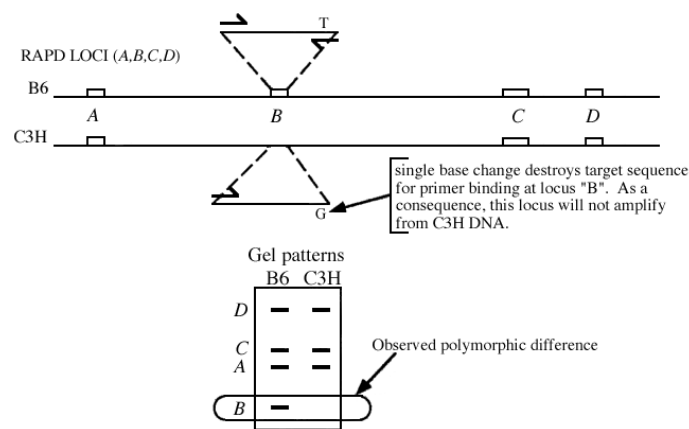 T
RAPD LOCI (A,B,C,D)
B6
A B C D
C3H
single base change destroys target sequence
for primer binding at locus "B". As a
consequence, this locus will not amplify
from C3H DNA.
G
Gel patterns
B6 C3H
D
C
A
B
Observed polymorphic difference